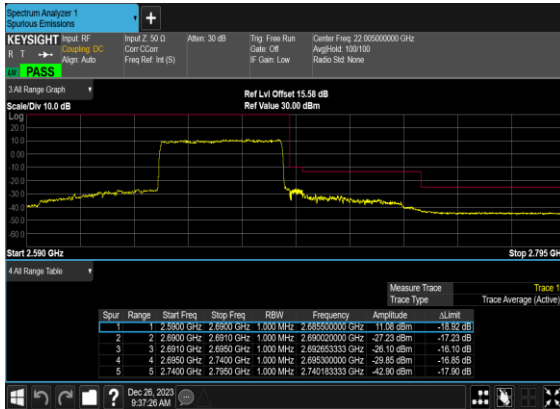 Spectrum Analyzer 1
Spurious Emissions
+
KEYSIGHT Input: RF Input Z: 50 Ω Atten: 30 dB Trig: Free Run Center Freq: 22.005000000 GHz
R T Coupling: DC Corr CCorr Gate: Off Avg|Hold: 100/100
Align: Auto Freq Ref: Int (S) IF Gain: Low Radio Std: None
LXI PASS
3 All Range Graph
Ref Lvl Offset 15.58 dB
Scale/Div 10.0 dB Ref Value 30.00 dBm
Log
20.0
10.0
0.00
-10.0
-20.0
-30.0
-40.0
-50.0
-60.0
Start 2.590 GHz Stop 2.795 GH
4 All Range Table
Measure Trace Trace 1
Trace Type Trace Average (Active)
Spur Range Start Freq Stop Freq RBW Frequency Amplitude ΔLimit
1 1 2.5900 GHz 2.6900 GHz 1.000 MHz 2.685500000 GHz 11.08 dBm -18.92 dB
2 2 2.6900 GHz 2.6910 GHz 1.000 MHz 2.690020000 GHz -27.23 dBm -17.23 dB
3 3 2.6910 GHz 2.6950 GHz 1.000 MHz 2.692653333 GHz -26.10 dBm -16.10 dB
4 4 2.6950 GHz 2.7400 GHz 1.000 MHz 2.695300000 GHz -29.85 dBm -16.85 dB
5 5 2.7400 GHz 2.7950 GHz 1.000 MHz 2.740183333 GHz -42.90 dBm -17.90 dB
? Dec 26, 2023
9:37:26 AM